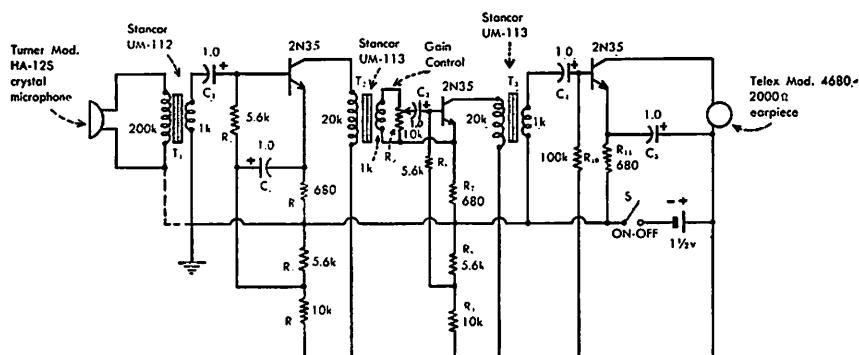 Turner Mod.
HA-12S
crystal
microphone
Stancor
UM-112
200k
T₁
1k
1.0
+
C₃
5.6k
R
1.0
+
C
2N35
680
R
R
5.6k
R
10k
Stancor
UM-113
T₂
20k
1k
Gain
Control
R
10k
C₂
+
1.0
5.6k
R
2N35
R₇
680
R
5.6k
R
10k
Stancor
UM-113
T₃
20k
1k
1.0
+
C₄
2N35
100k
R₁₀
R₁₁
680
1.0
C₅
Telex Mod. 4680-
2000Ω
earpiece
S
ON-OFF
- +
1½v